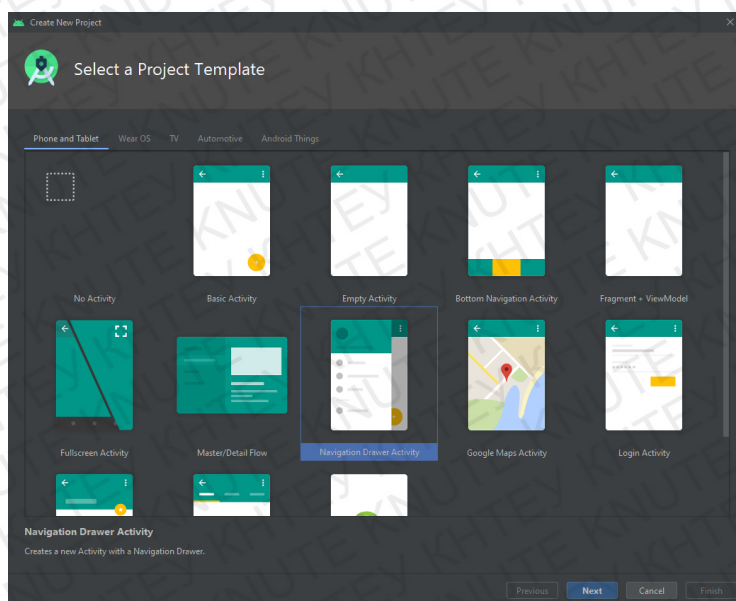 Create New Project
Select a Project Template
Phone and Tablet Wear OS TV Automotive Android Things
No Activity Basic Activity Empty Activity Bottom Navigation Activity Fragment + ViewModel
Fullscreen Activity Master/Detail Flow Navigation Drawer Activity Google Maps Activity Login Activity
Navigation Drawer Activity
Creates a new Activity with a Navigation Drawer.
Previous Next Cancel Finish
KNUTE KHTEY